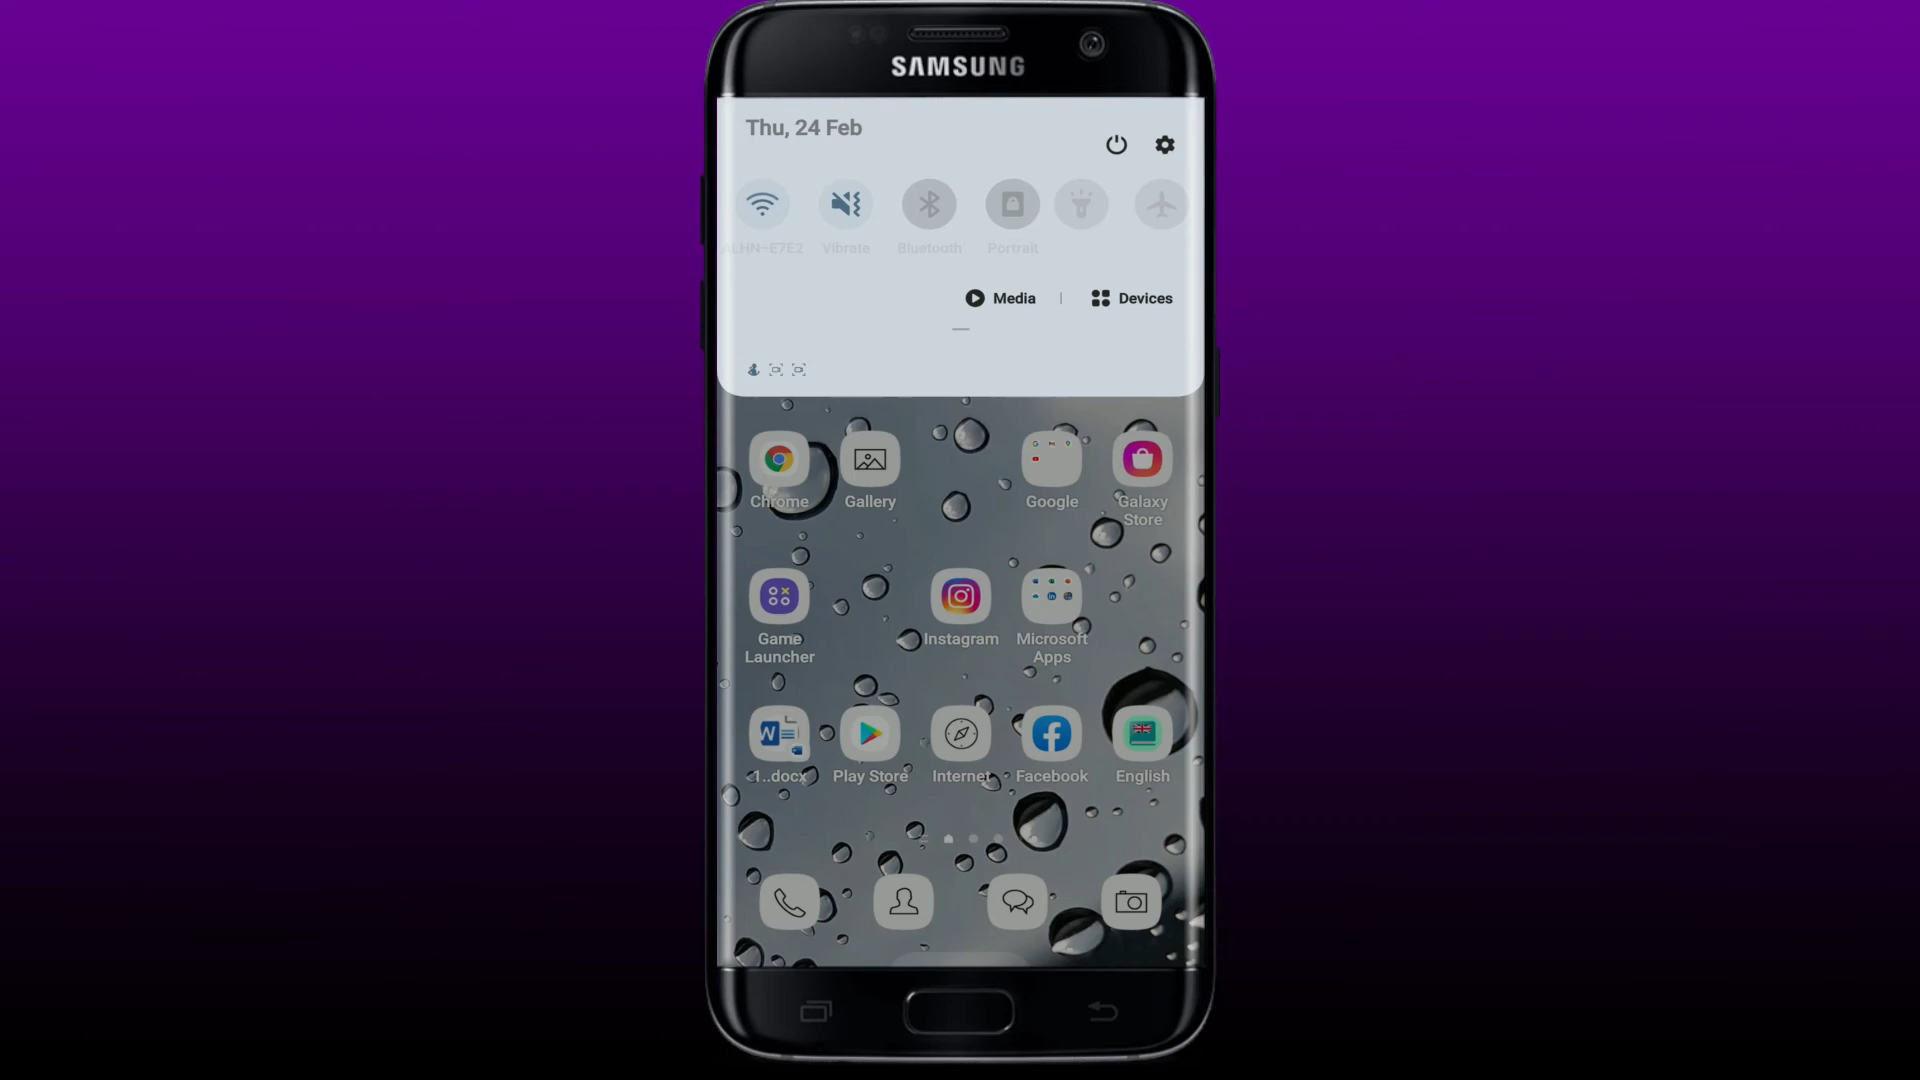 SAMSUNG
Thu, 24 Feb
ALHN-E7E2 Vibrate Bluetooth Portrait
Media | Devices
Chrome Gallery Google Galaxy
Store
Game Instagram Microsoft
Launcher Apps
1..docx Play Store Internet Facebook English